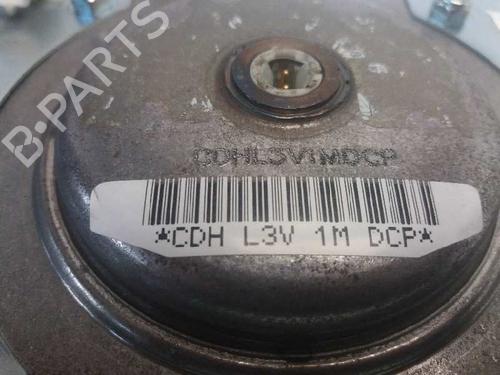 B-PARTS
CDHL3V1MDCP
*CDH L3V 1M DCP*